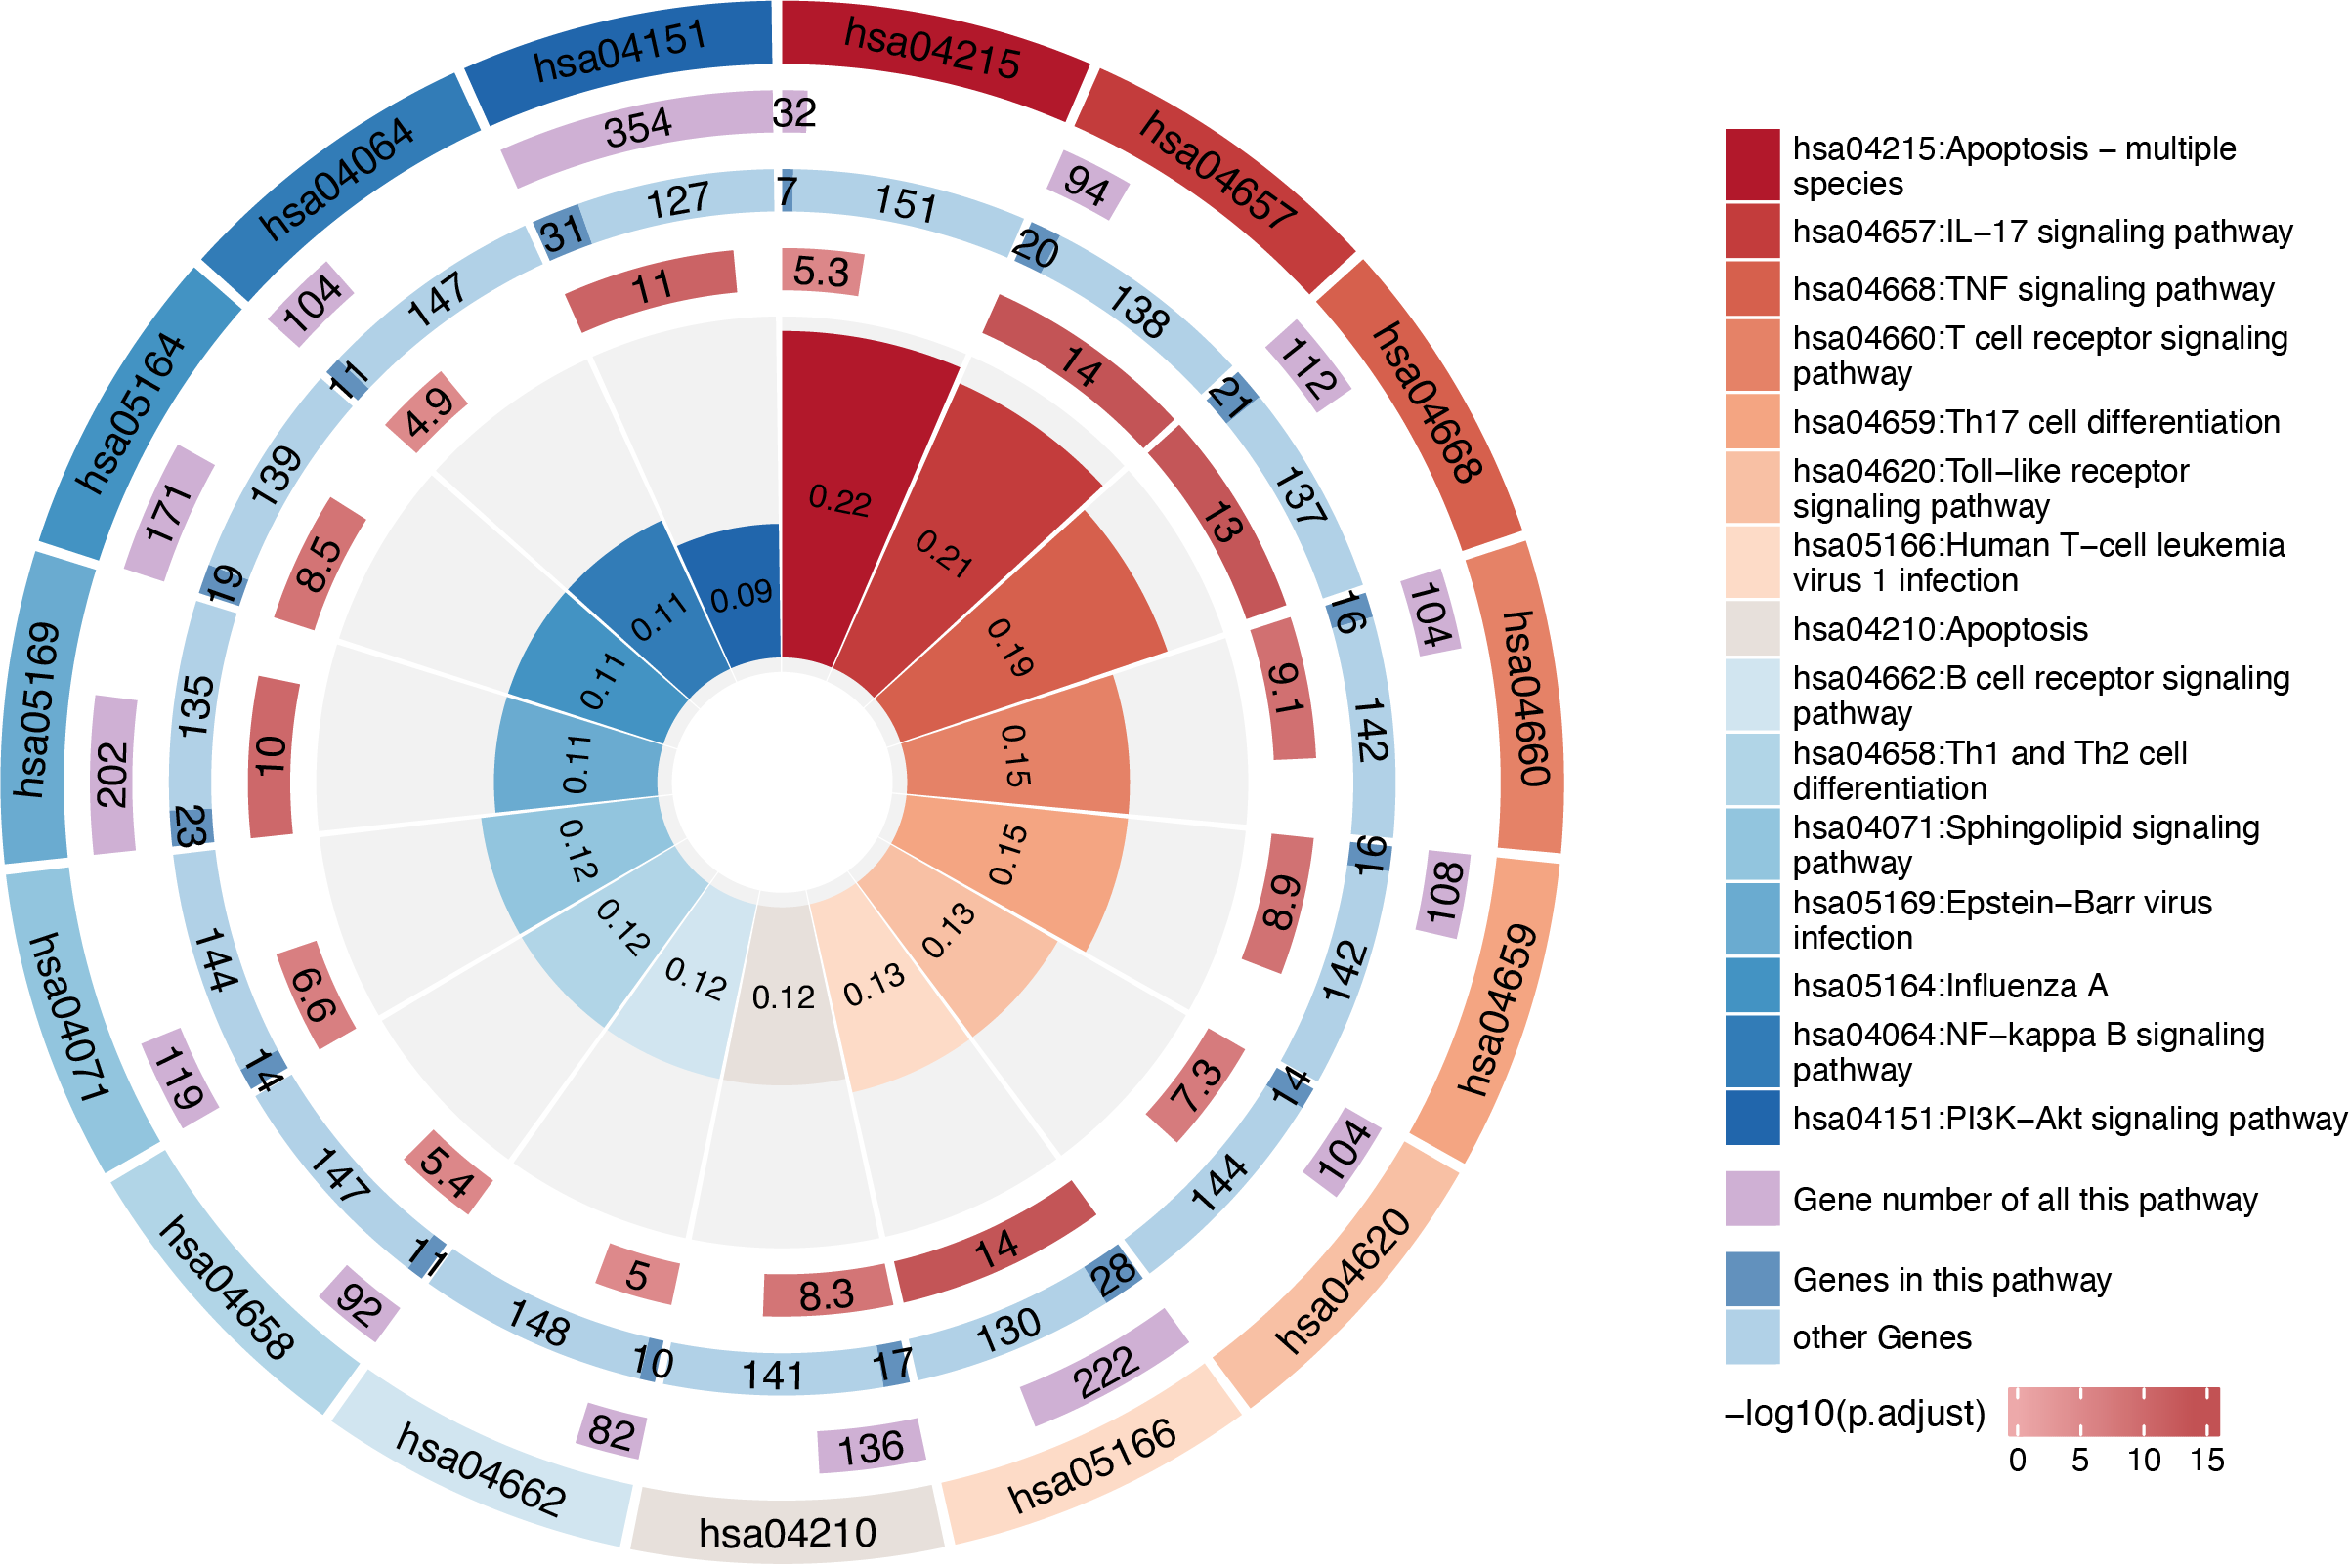 hsa04215
hsa04657
hsa04668
hsa04660
hsa04659
hsa04620
hsa05166
hsa04210
hsa04662
hsa04658
hsa04071
hsa05169
hsa05164
hsa04064
hsa04151
32
94
112
104
108
104
222
136
82
92
119
202
171
104
354
7
151
20
138
21
137
16
142
16
142
14
144
28
130
17
141
10
148
11
147
14
144
23
135
19
139
11
147
31
127
5.3
14
13
9.1
8.9
7.3
14
8.3
5
5.4
6.6
10
8.5
4.9
11
0.22
0.21
0.19
0.15
0.15
0.13
0.13
0.12
0.12
0.12
0.12
0.11
0.11
0.11
0.09
hsa04215:Apoptosis − multiple
species
hsa04657:IL−17 signaling pathway
hsa04668:TNF signaling pathway
hsa04660:T cell receptor signaling
pathway
hsa04659:Th17 cell differentiation
hsa04620:Toll−like receptor
signaling pathway
hsa05166:Human T−cell leukemia
virus 1 infection
hsa04210:Apoptosis
hsa04662:B cell receptor signaling
pathway
hsa04658:Th1 and Th2 cell
differentiation
hsa04071:Sphingolipid signaling
pathway
hsa05169:Epstein−Barr virus
infection
hsa05164:Influenza A
hsa04064:NF−kappa B signaling
pathway
hsa04151:PI3K−Akt signaling pathway
Gene number of all this pathway
Genes in this pathway
other Genes
−log10(p.adjust)
0 5 10 15